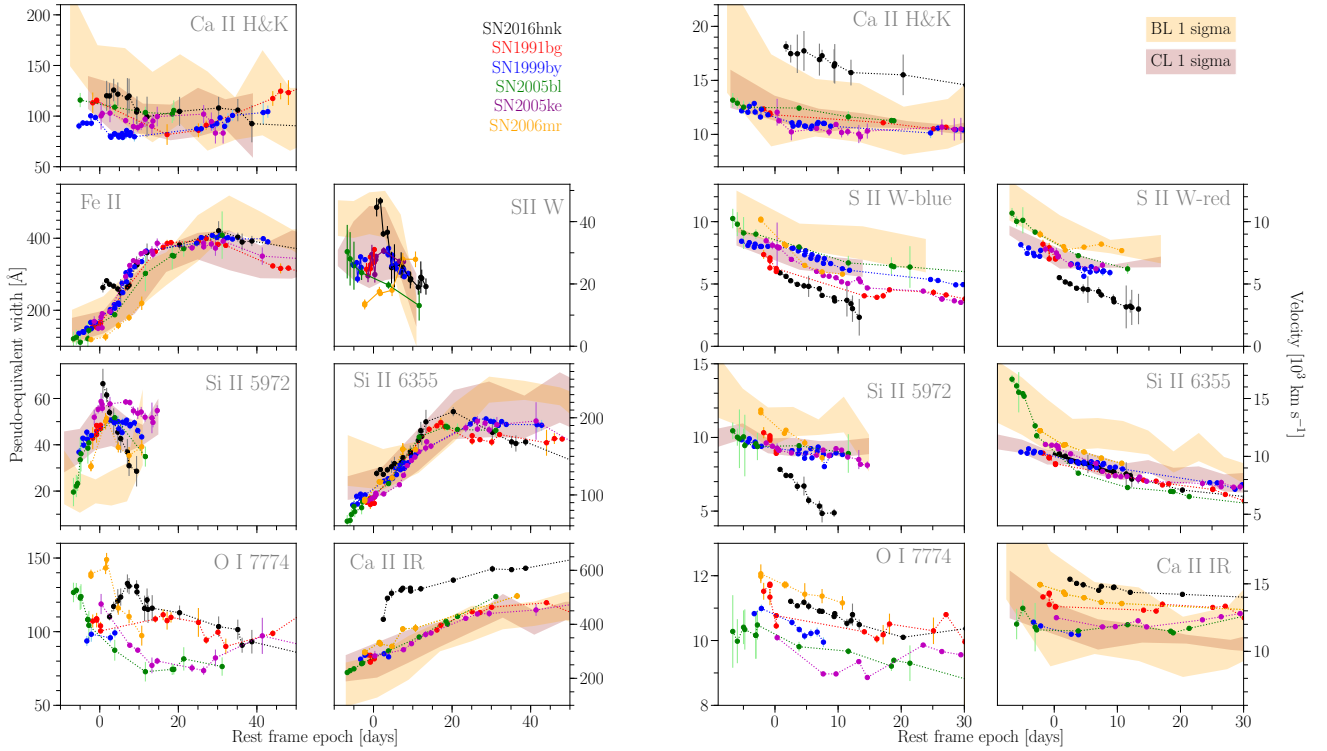 Ca II H&K
SN2016hnk
SN1991bg
SN1999by
SN2005bl
SN2005ke
SN2006mr
200
150
100
50
Ca II H&K
20
15
10
BL 1 sigma
CL 1 sigma
Fe II
400
300
200
SII W
40
20
0
S II W-blue
10
5
0
S II W-red
10
5
0
Si II 5972
60
40
20
Si II 6355
200
100
Si II 5972
15
10
5
Si II 6355
15
10
5
O I 7774
150
100
50
0 20 40
Ca II IR
600
400
200
0 20 40
O I 7774
12
10
8
0 10 20 30
Ca II IR
15
10
0 10 20 30
Pseudo-equivalent width [Å]
Velocity [10³ km s⁻¹]
Rest frame epoch [days]
Rest frame epoch [days]